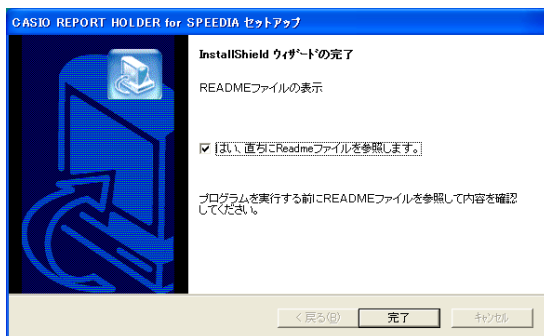 CASIO REPORT HOLDER for SPEEDIA セットアップ
InstallShield ウィザードの完了
READMEファイルの表示
はい、直ちにReadmeファイルを参照します。
プログラムを実行する前にREADMEファイルを参照して内容を確認
してください。
< 戻る(B)
完了
キャンセル